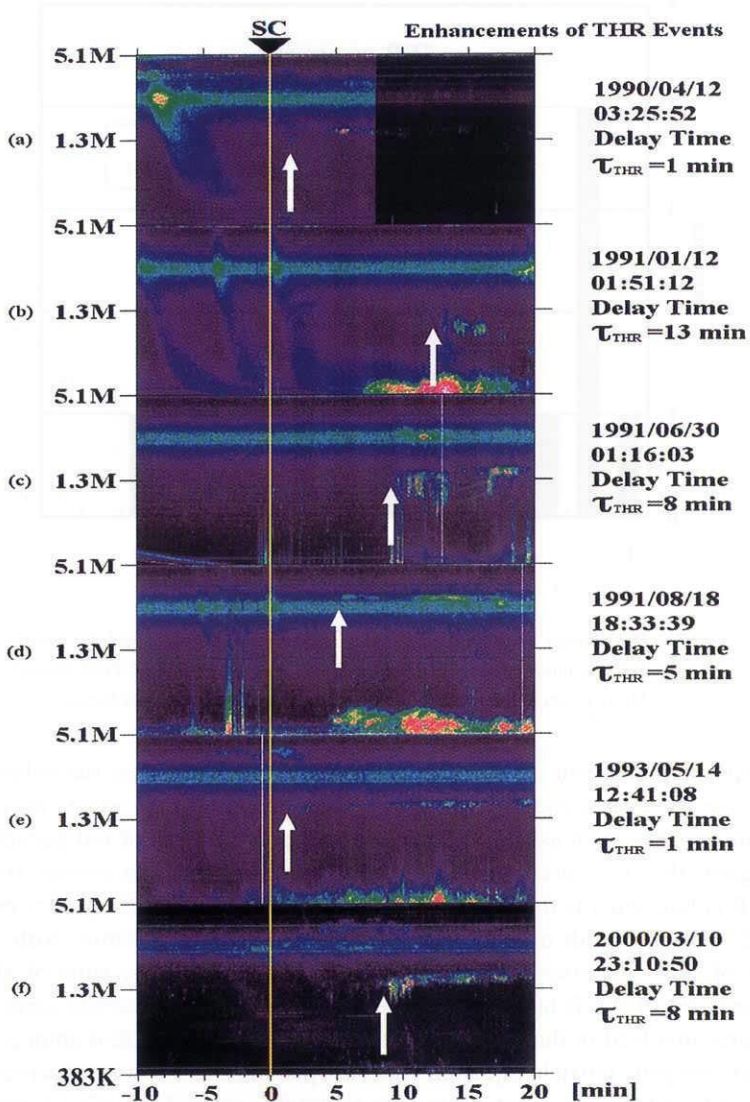 SC
Enhancements of THR Events
5.1M
(a)
1.3M
1990/04/12
03:25:52
Delay Time
τTHR =1 min
5.1M
(b)
1.3M
1991/01/12
01:51:12
Delay Time
τTHR =13 min
5.1M
(c)
1.3M
1991/06/30
01:16:03
Delay Time
τTHR =8 min
5.1M
(d)
1.3M
1991/08/18
18:33:39
Delay Time
τTHR =5 min
5.1M
(e)
1.3M
1993/05/14
12:41:08
Delay Time
τTHR =1 min
5.1M
(f)
1.3M
2000/03/10
23:10:50
Delay Time
τTHR =8 min
383K
-10 -5 0 5 10 15 20 [min]